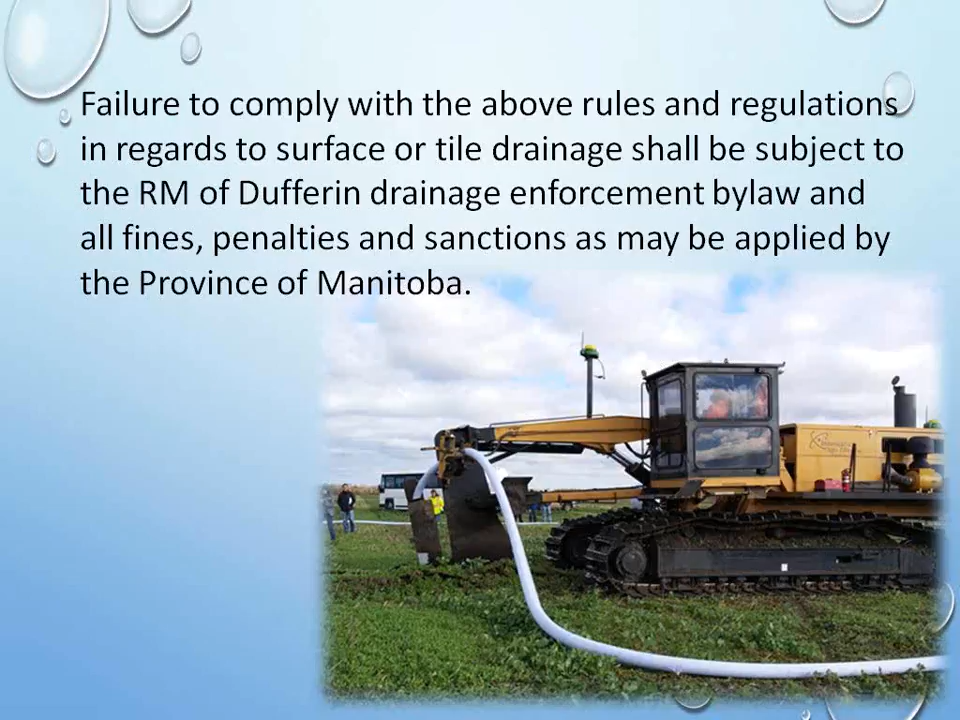 Failure to comply with the above rules and regulations
in regards to surface or tile drainage shall be subject to
the RM of Dufferin drainage enforcement bylaw and
all fines, penalties and sanctions as may be applied by
the Province of Manitoba.